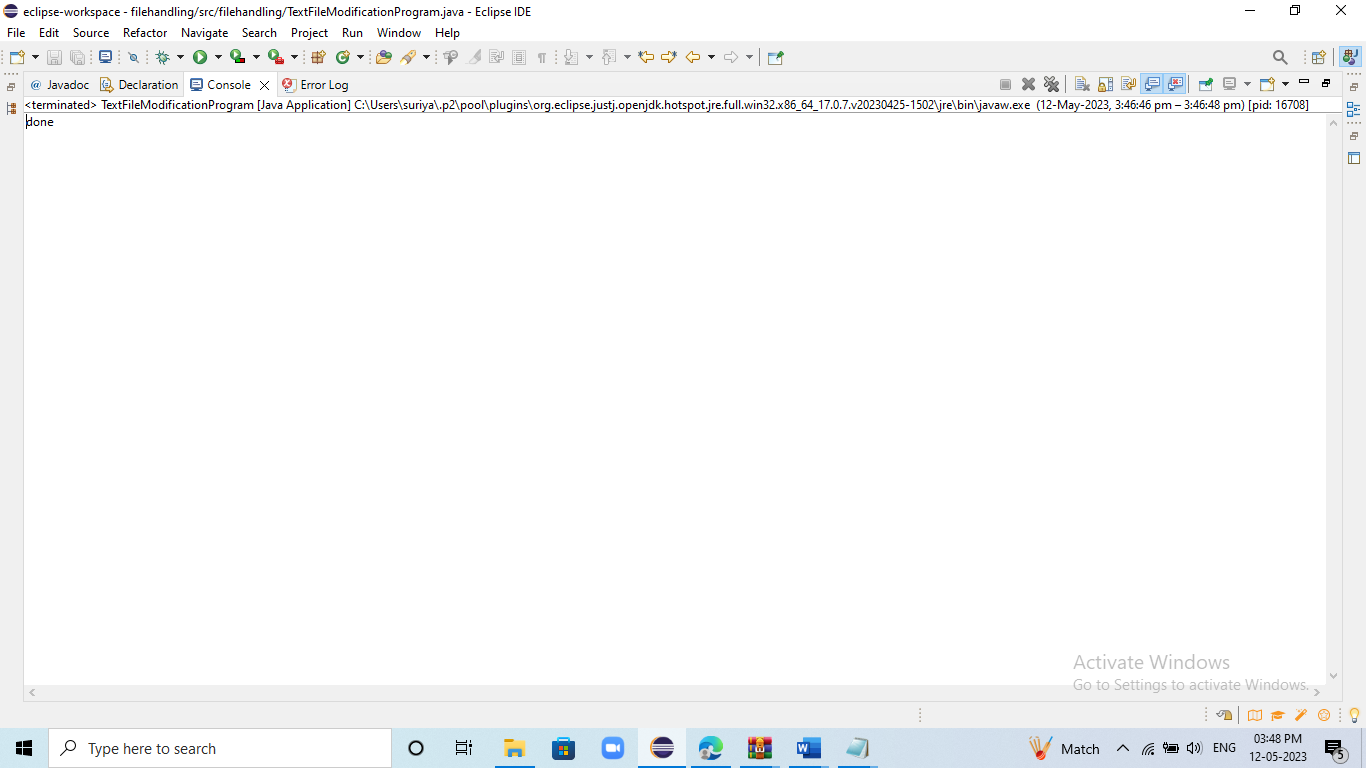 eclipse-workspace - filehandling/src/filehandling/TextFileModificationProgram.java - Eclipse IDE
File Edit Source Refactor Navigate Search Project Run Window Help
@ Javadoc Declaration Console Error Log
<terminated> TextFileModificationProgram [Java Application] C:\Users\suriya\.p2\pool\plugins\org.eclipse.justj.openjdk.hotspot.jre.full.win32.x86_64_17.0.7.v20230425-1502\jre\bin\javaw.exe (12-May-2023, 3:46:46 pm – 3:46:48 pm) [pid: 16708]
done
Activate Windows
Go to Settings to activate Windows.
Type here to search
Match
ENG
03:48 PM
12-05-2023
5